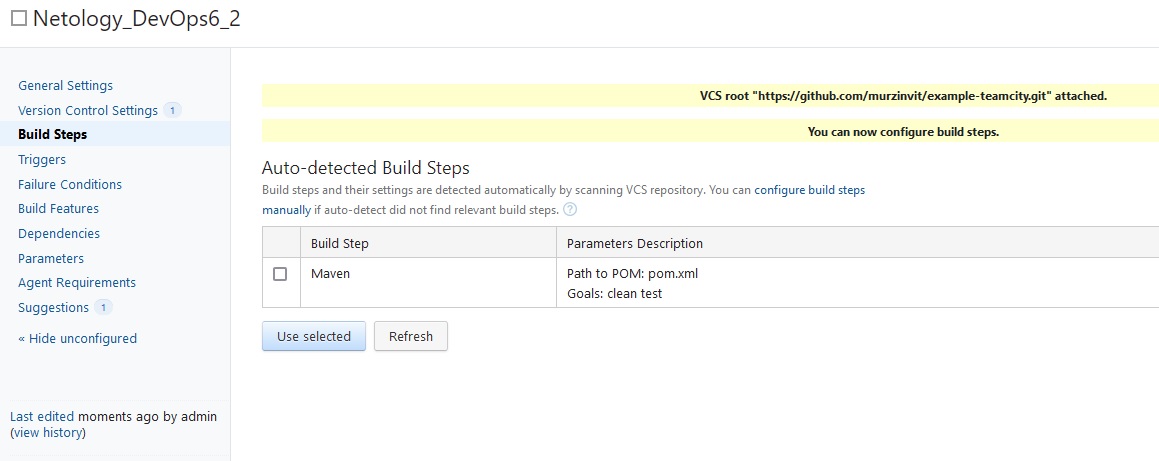 Netology_DevOps6_2
General Settings
Version Control Settings 1
Build Steps
Triggers
Failure Conditions
Build Features
Dependencies
Parameters
Agent Requirements
Suggestions 1
« Hide unconfigured
Last edited moments ago by admin
(view history)
VCS root "https://github.com/murzinvit/example-teamcity.git" attached.
You can now configure build steps.
Auto-detected Build Steps
Build steps and their settings are detected automatically by scanning VCS repository. You can configure build steps
manually if auto-detect did not find relevant build steps. ?
Build Step Parameters Description
Maven Path to POM: pom.xml
Goals: clean test
Use selected Refresh